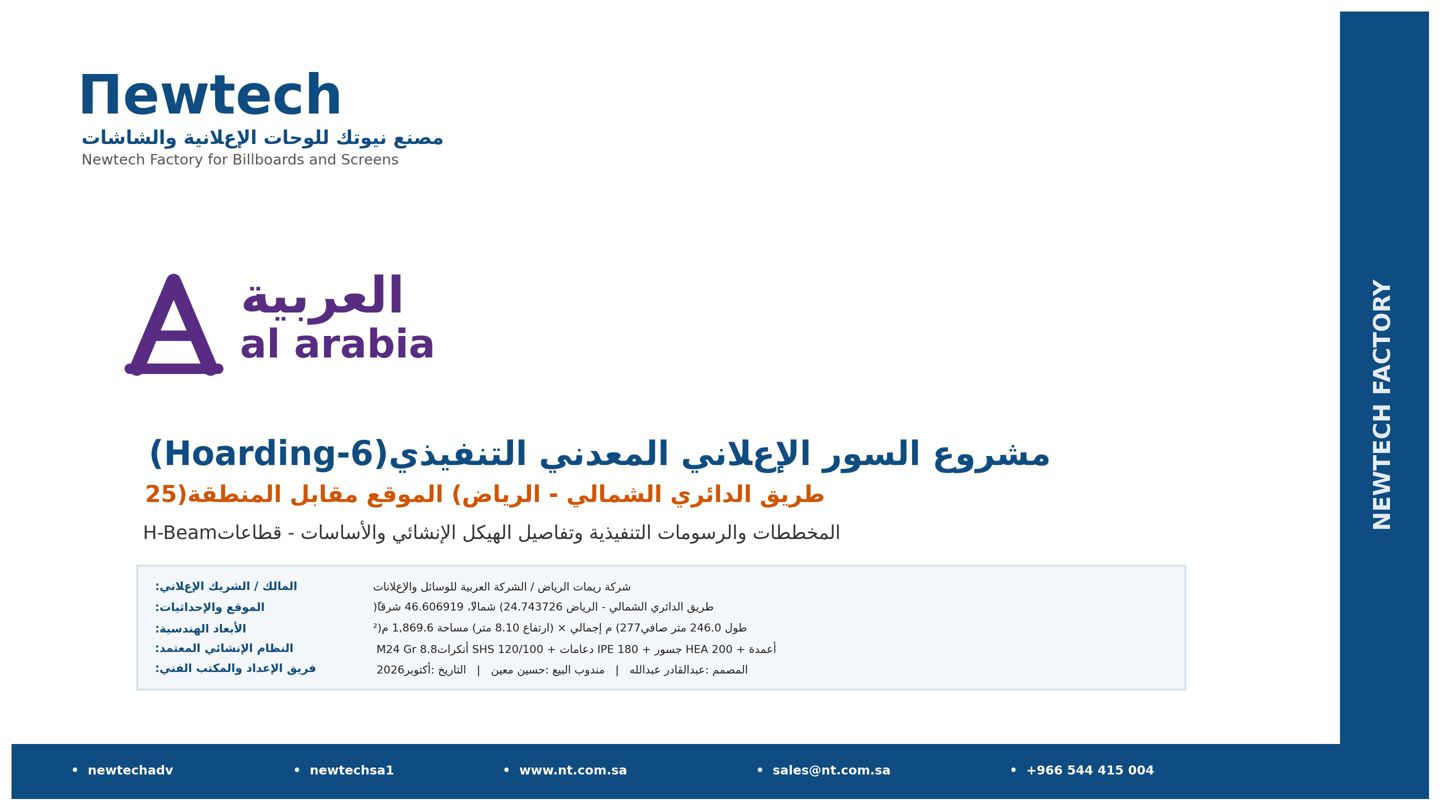 Newtech
مصنع نيوتك للوحات الإعلانية والشاشات
Newtech Factory for Billboards and Screens
العربية
al arabia
مشروع السور الإعلاني المعدني التنفيذي(Hoarding-6)
طريق الدائري الشمالي - الرياض) الموقع مقابل المنطقة(25
المخططات والرسومات التنفيذية وتفاصيل الهيكل الإنشائي والأساسات - قطاعاتH-Beam
المالك / الشريك الإعلاني: شركة ريمات الرياض / الشركة العربية للوسائل والإعلانات
الموقع والإحداثيات: طريق الدائري الشمالي - الرياض 24.743726) شمالًا، 46.606919 شرقًا(
الأبعاد الهندسية: طول 246.0 متر صافي277) م إجمالي × (ارتفاع 8.10 متر) مساحة 1,869.6 م(²
النظام الإنشائي المعتمد: أعمدة HEA 200 + جسور IPE 180 + دعامات SHS 120/100 + أنكراتM24 Gr 8.8
فريق الإعداد والمكتب الفني: المصمم :عبدالقادر عبدالله | مندوب البيع :حسين معين | التاريخ :أكتوبر2026
NEWTECH FACTORY
• newtechadv • newtechsa1 • www.nt.com.sa • sales@nt.com.sa • +966 544 415 004